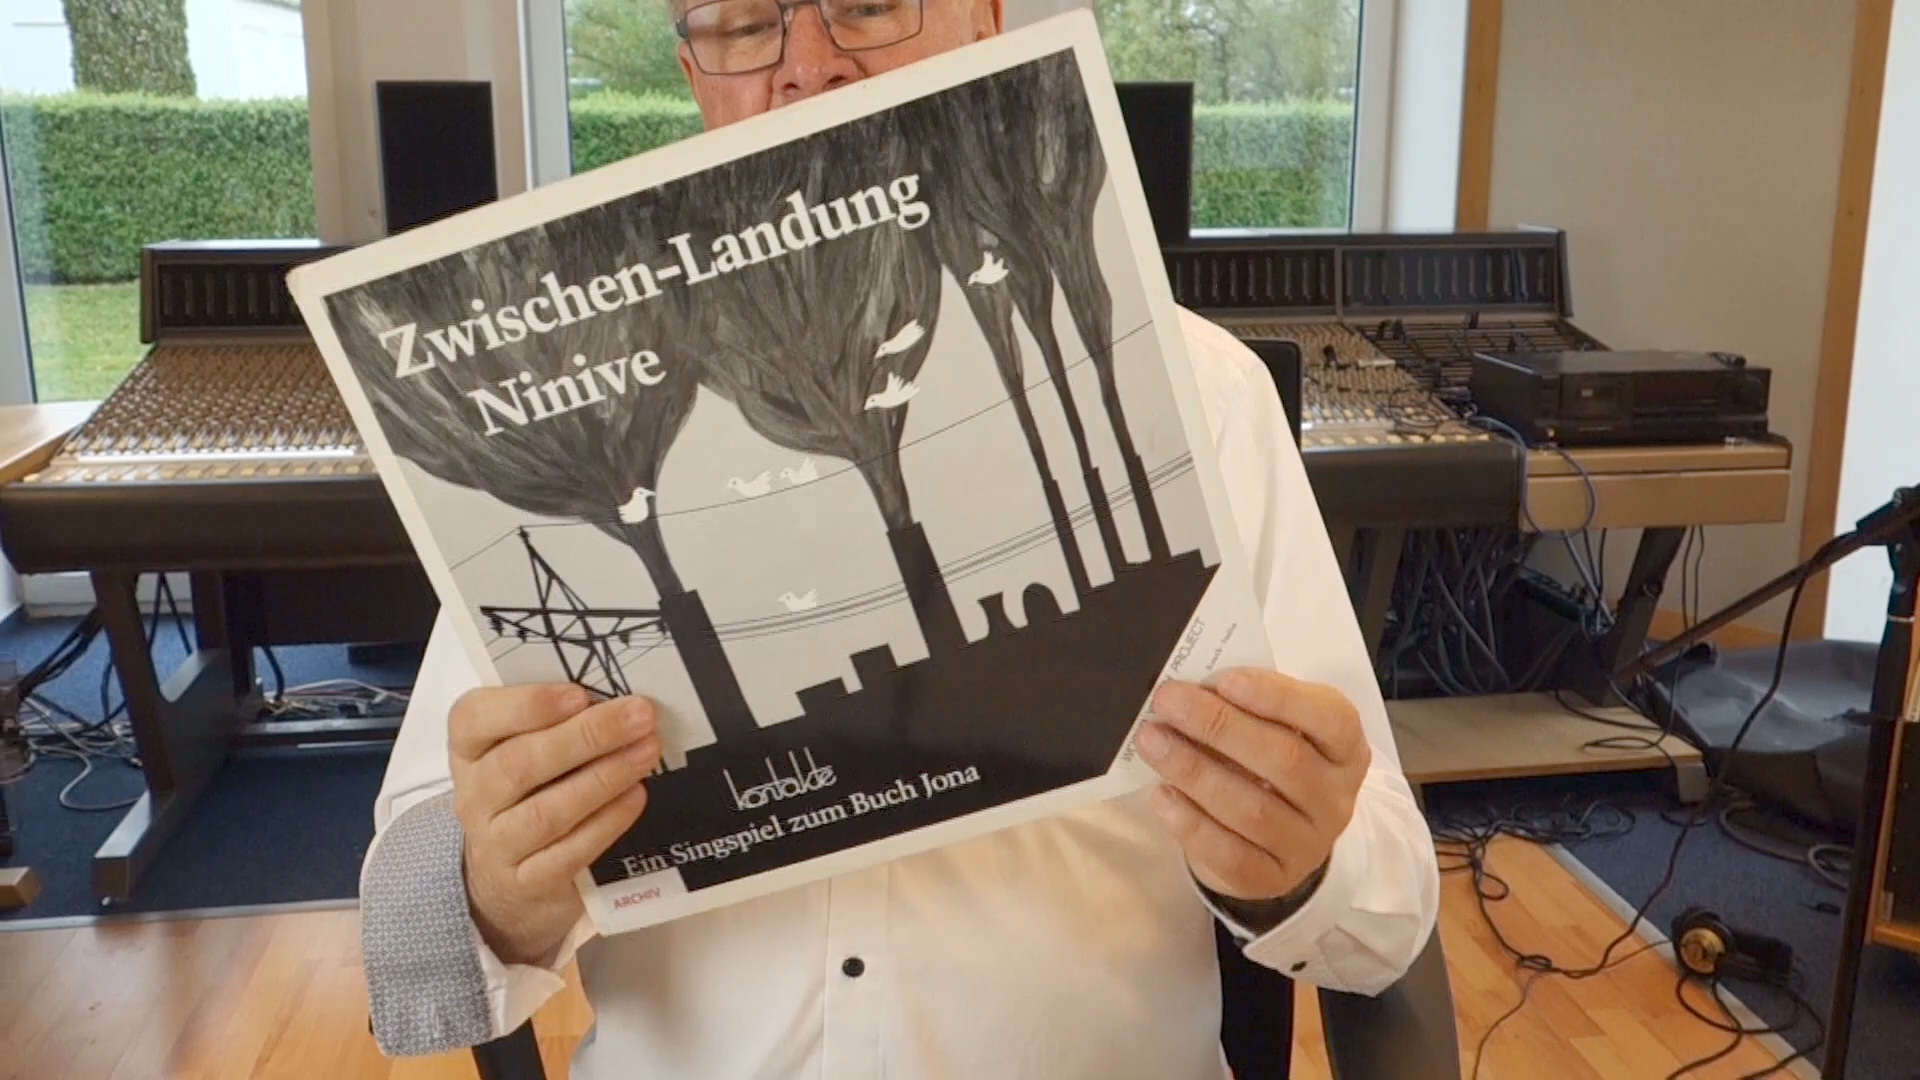 Zwischen-Landung
Ninive
PROJECT
kontakte
Ein Singspiel zum Buch Jona
ARCHIV